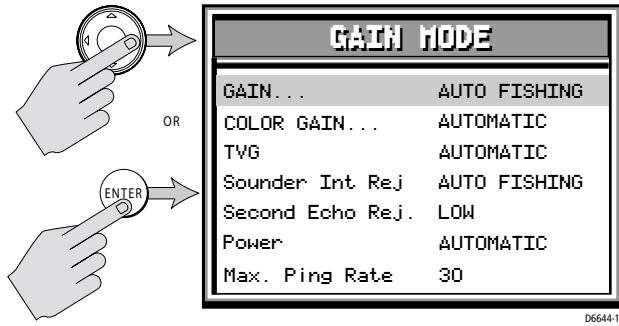 GAIN MODE
GAIN... AUTO FISHING
OR
COLOR GAIN... AUTOMATIC
TVG AUTOMATIC
Sounder Int Rej AUTO FISHING
ENTER
Second Echo Rej. LOW
Power AUTOMATIC
Max. Ping Rate 30
D6644-1